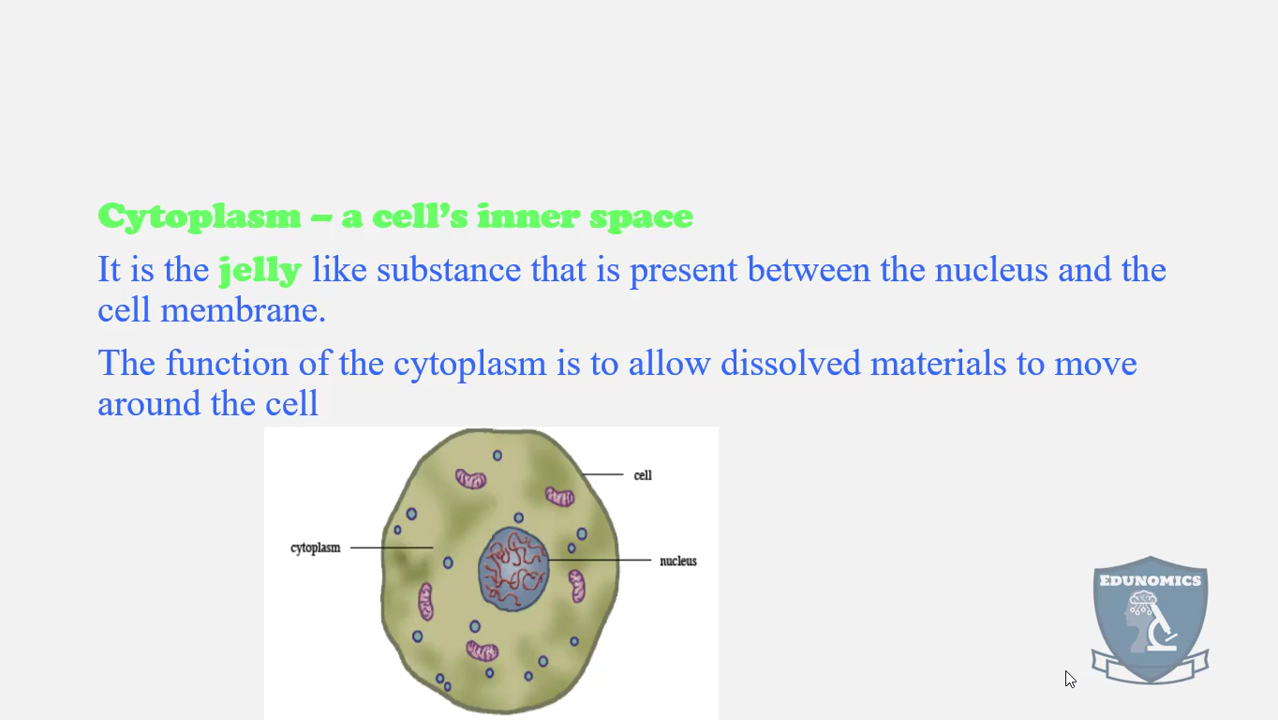 Cytoplasm – a cell’s inner space
It is the jelly like substance that is present between the nucleus and the
cell membrane.
The function of the cytoplasm is to allow dissolved materials to move
around the cell
cell
cytoplasm
nucleus
EDUNOMICS